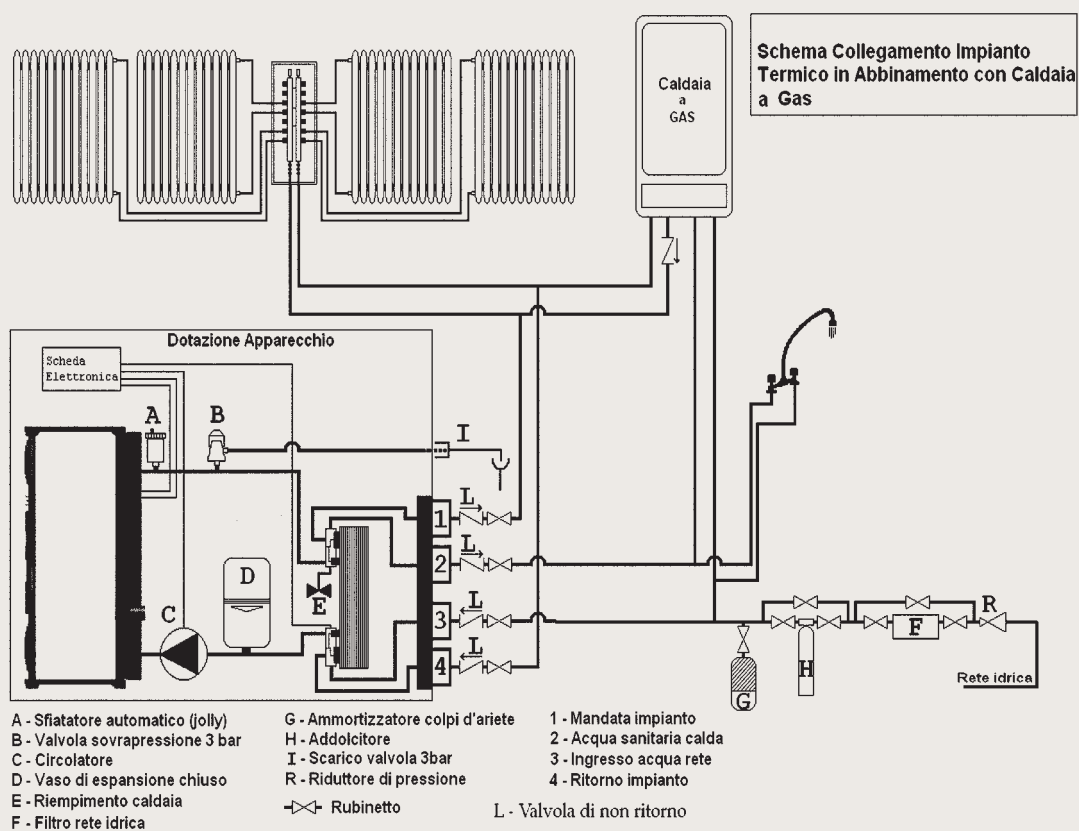 Schema Collegamento Impianto
Termico in Abbinamento con Caldaia
a Gas
Caldaia
a
GAS
Dotazione Apparecchio
Scheda
Elettronica
A
B
I
L
1
L
2
D
E
C
L
3
L
4
R
F
H
G
Rete idrica
A - Sfiatatore automatico (jolly)
B - Valvola sovrapressione 3 bar
C - Circolatore
D - Vaso di espansione chiuso
E - Riempimento caldaia
F - Filtro rete idrica
G - Ammortizzatore colpi d'ariete
H - Addolcitore
I - Scarico valvola 3bar
R - Riduttore di pressione
Rubinetto
1 - Mandata impianto
2 - Acqua sanitaria calda
3 - Ingresso acqua rete
4 - Ritorno impianto
L - Valvola di non ritorno